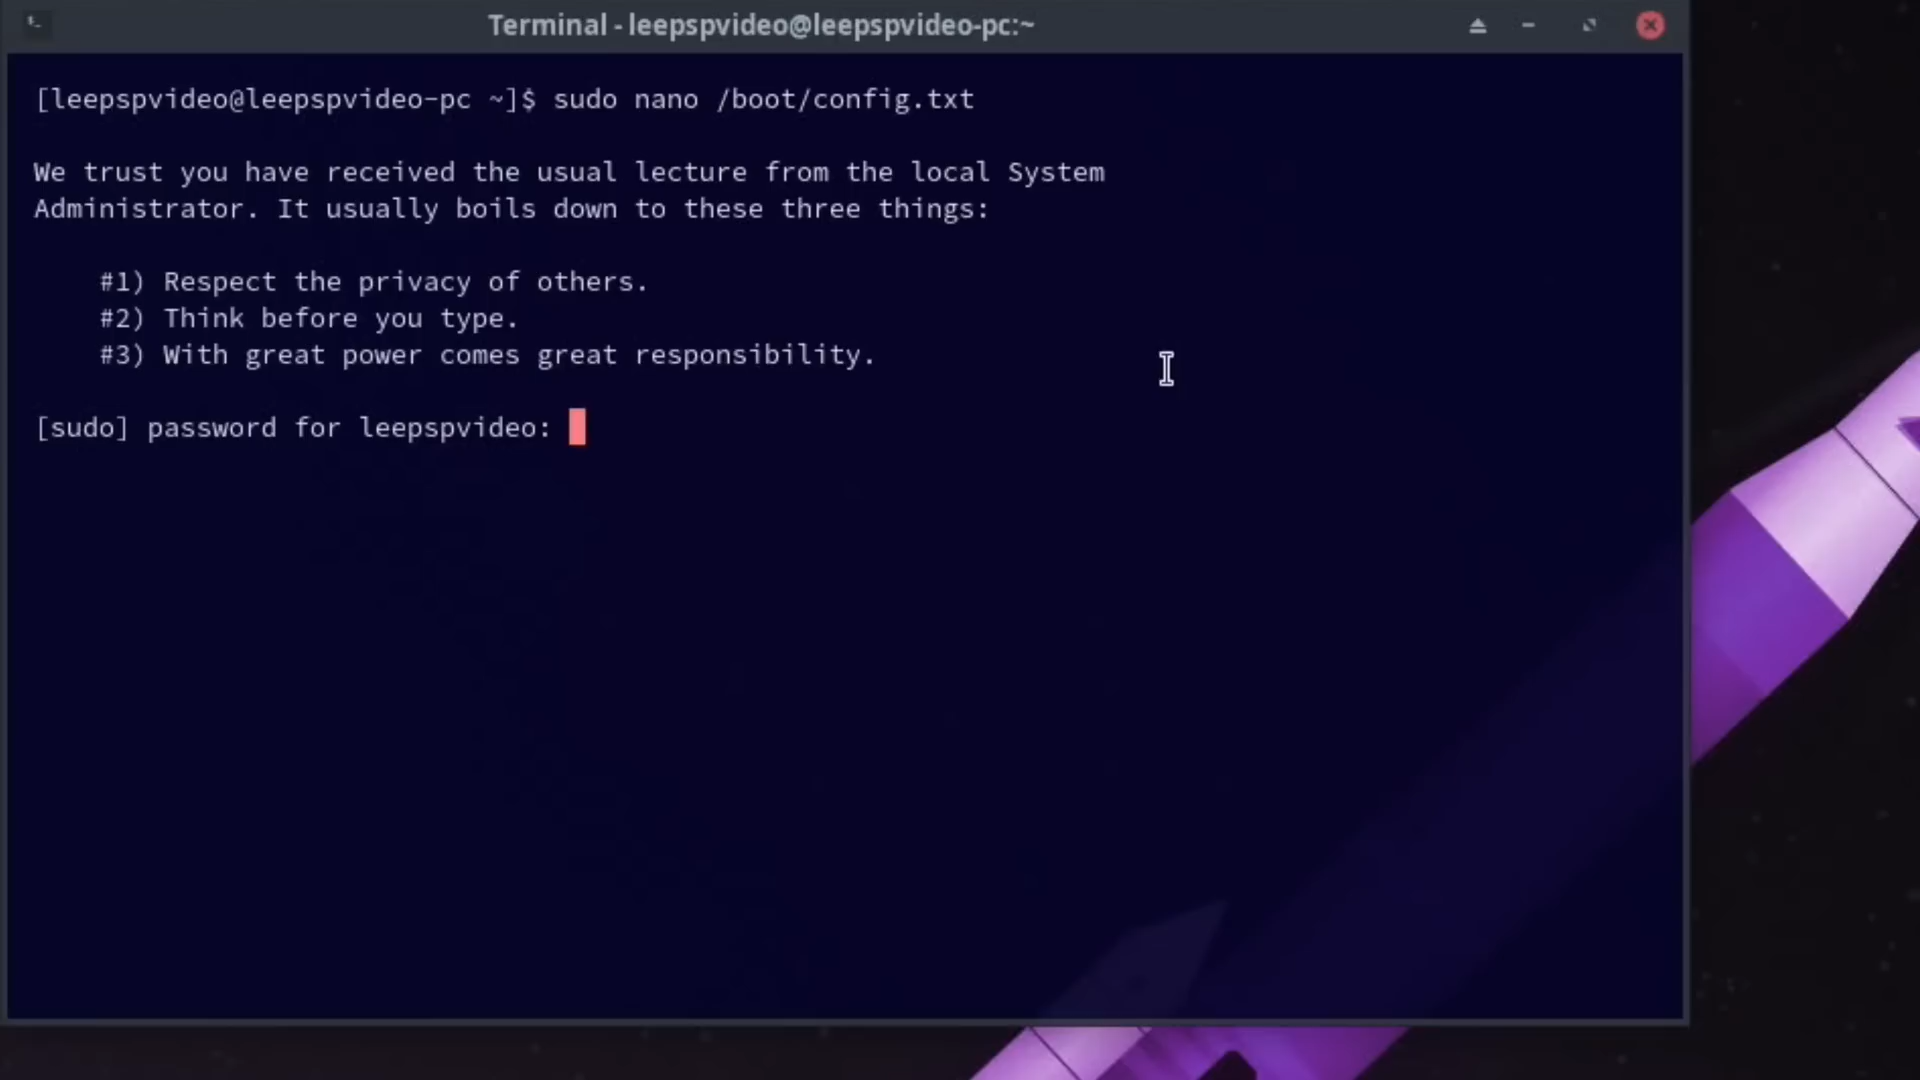 Terminal - leepspvideo@leepspvideo-pc:~
[leepspvideo@leepspvideo-pc ~]$ sudo nano /boot/config.txt
We trust you have received the usual lecture from the local System
Administrator. It usually boils down to these three things:
#1) Respect the privacy of others.
#2) Think before you type.
#3) With great power comes great responsibility.
[sudo] password for leepspvideo: